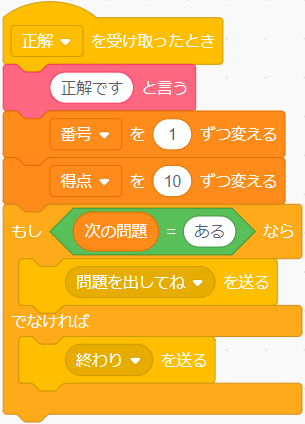 正解 を受け取ったとき
正解です と言う
番号 を 1 ずつ変える
得点 を 10 ずつ変える
もし 次の問題 = ある なら
問題を出してね を送る
でなければ
終わり を送る